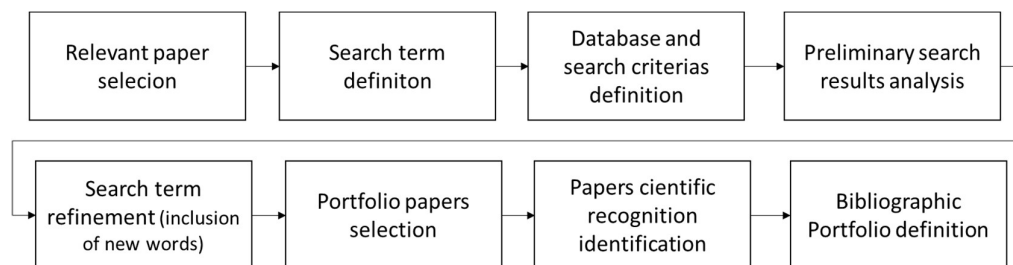 Relevant paper
selecion
Search term
definiton
Database and
search criterias
definition
Preliminary search
results analysis
Search term
refinement (inclusion
of new words)
Portfolio papers
selection
Papers cientific
recognition
identification
Bibliographic
Portfolio definition